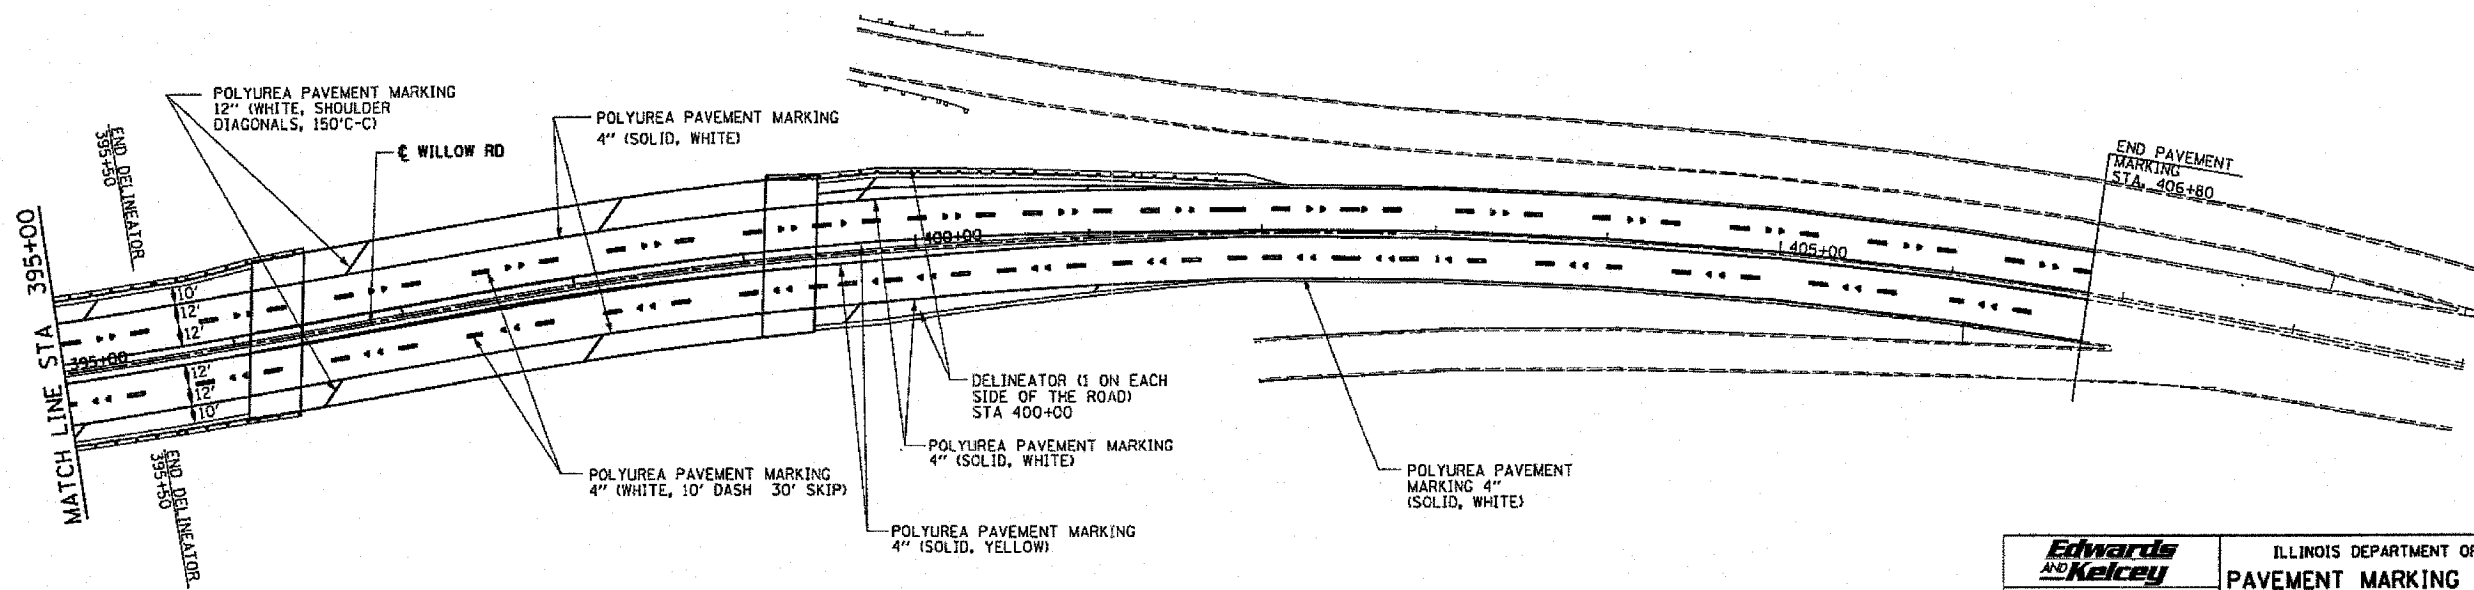 POLYUREA PAVEMENT MARKING
12" (WHITE, SHOULDER
DIAGONALS, 150'C-C)
POLYUREA PAVEMENT MARKING
4" (SOLID, WHITE)
℄ WILLOW RD
END DELINEATOR
395+50
MATCH LINE STA 395+00
10'
12'
12'
395+00
12'
12'
10'
END DELINEATOR
395+50
400+00
405+00
END PAVEMENT
MARKING
STA. 406+80
DELINEATOR (1 ON EACH
SIDE OF THE ROAD)
STA 400+00
POLYUREA PAVEMENT MARKING
4" (SOLID, WHITE)
POLYUREA PAVEMENT MARKING
4" (WHITE, 10' DASH 30' SKIP)
POLYUREA PAVEMENT
MARKING 4"
(SOLID, WHITE)
POLYUREA PAVEMENT MARKING
4" (SOLID, YELLOW)
Edwards
AND Kelcey
ILLINOIS DEPARTMENT OF
PAVEMENT MARKING